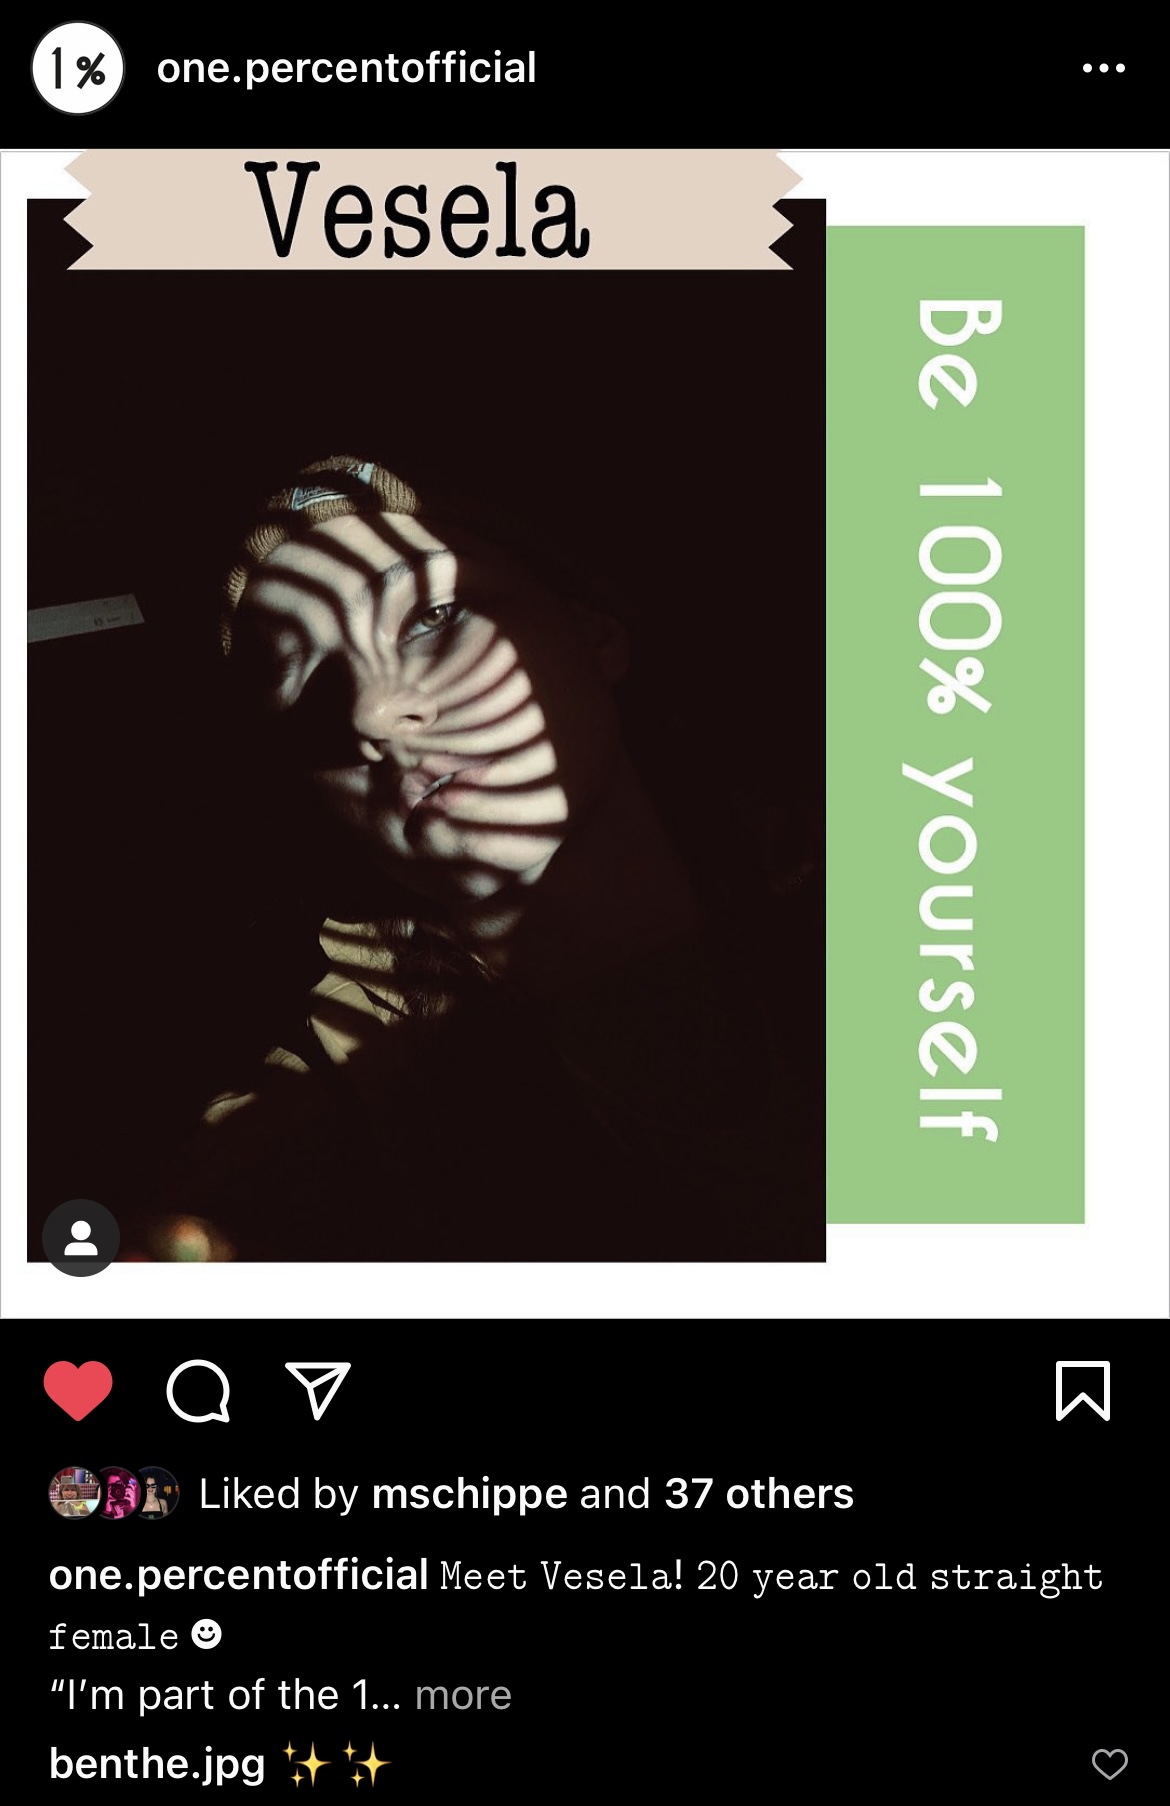 1%
one.percentofficial
Vesela
Be 100% yourself
Liked by mschippe and 37 others
one.percentofficial Meet Vesela! 20 year old straight
female ☻
“I’m part of the 1... more
benthe.jpg ✨ ✨